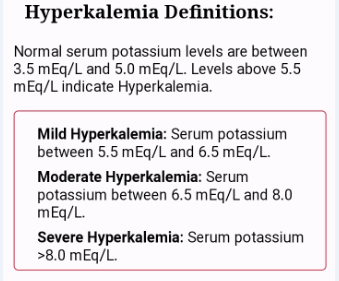 Hyperkalemia Definitions:
Normal serum potassium levels are between
3.5 mEq/L and 5.0 mEq/L. Levels above 5.5
mEq/L indicate Hyperkalemia.
Mild Hyperkalemia: Serum potassium
between 5.5 mEq/L and 6.5 mEq/L.
Moderate Hyperkalemia: Serum
potassium between 6.5 mEq/L and 8.0
mEq/L.
Severe Hyperkalemia: Serum potassium
>8.0 mEq/L.